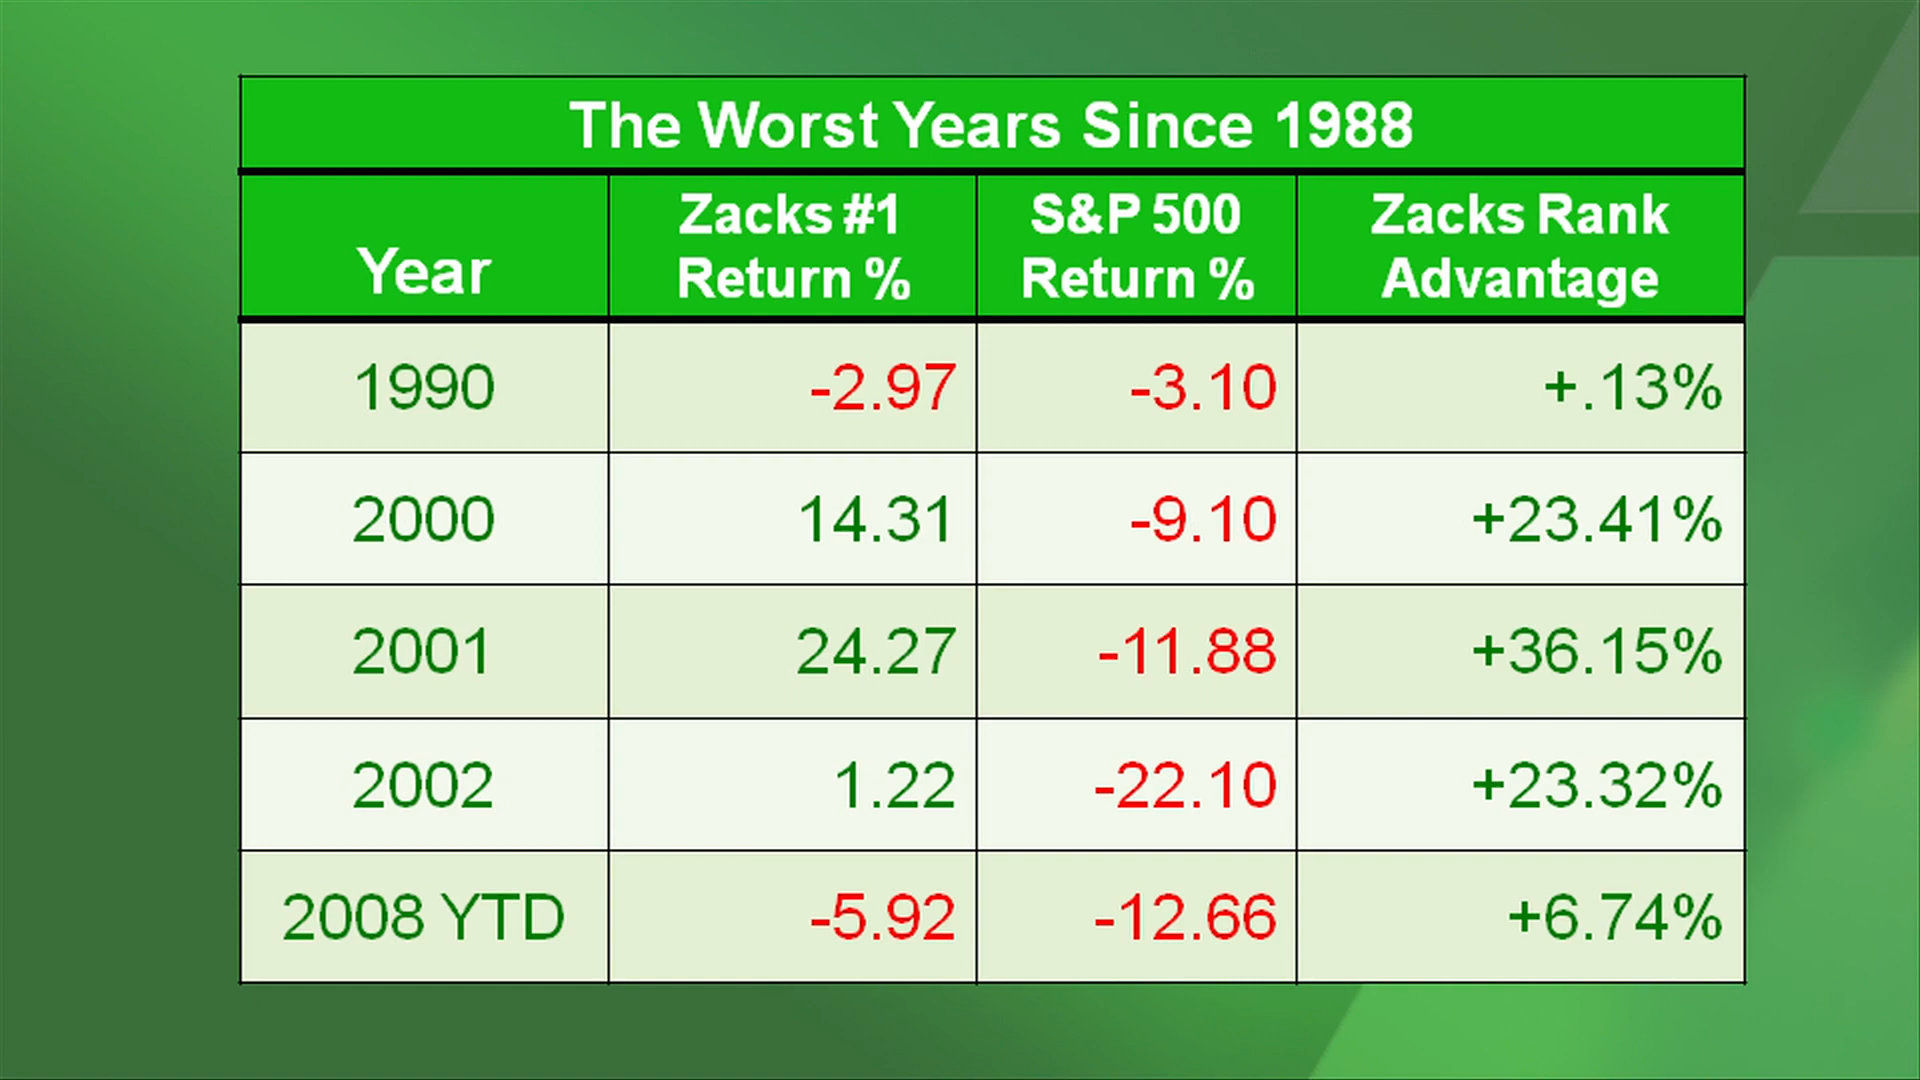 The Worst Years Since 1988
Year
Zacks #1
Return %
S&P 500
Return %
Zacks Rank
Advantage
1990 -2.97 -3.10 +.13%
2000 14.31 -9.10 +23.41%
2001 24.27 -11.88 +36.15%
2002 1.22 -22.10 +23.32%
2008 YTD -5.92 -12.66 +6.74%